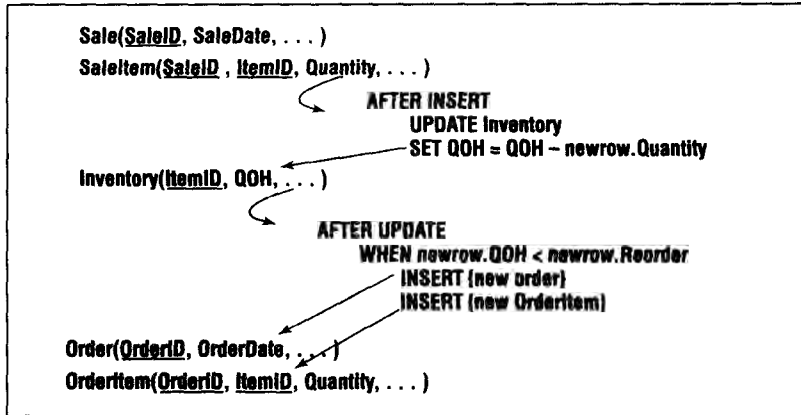 Sale(SaleID, SaleDate, . . . )
SaleItem(SaleID , ItemID, Quantity, . . . )
AFTER INSERT
UPDATE Inventory
SET QOH = QOH – newrow.Quantity
Inventory(ItemID, QOH, . . . )
AFTER UPDATE
WHEN newrow.QOH < newrow.Reorder
INSERT {new order}
INSERT {new OrderItem}
Order(OrderID, OrderDate, . . . )
OrderItem(OrderID, ItemID, Quantity, . . . )